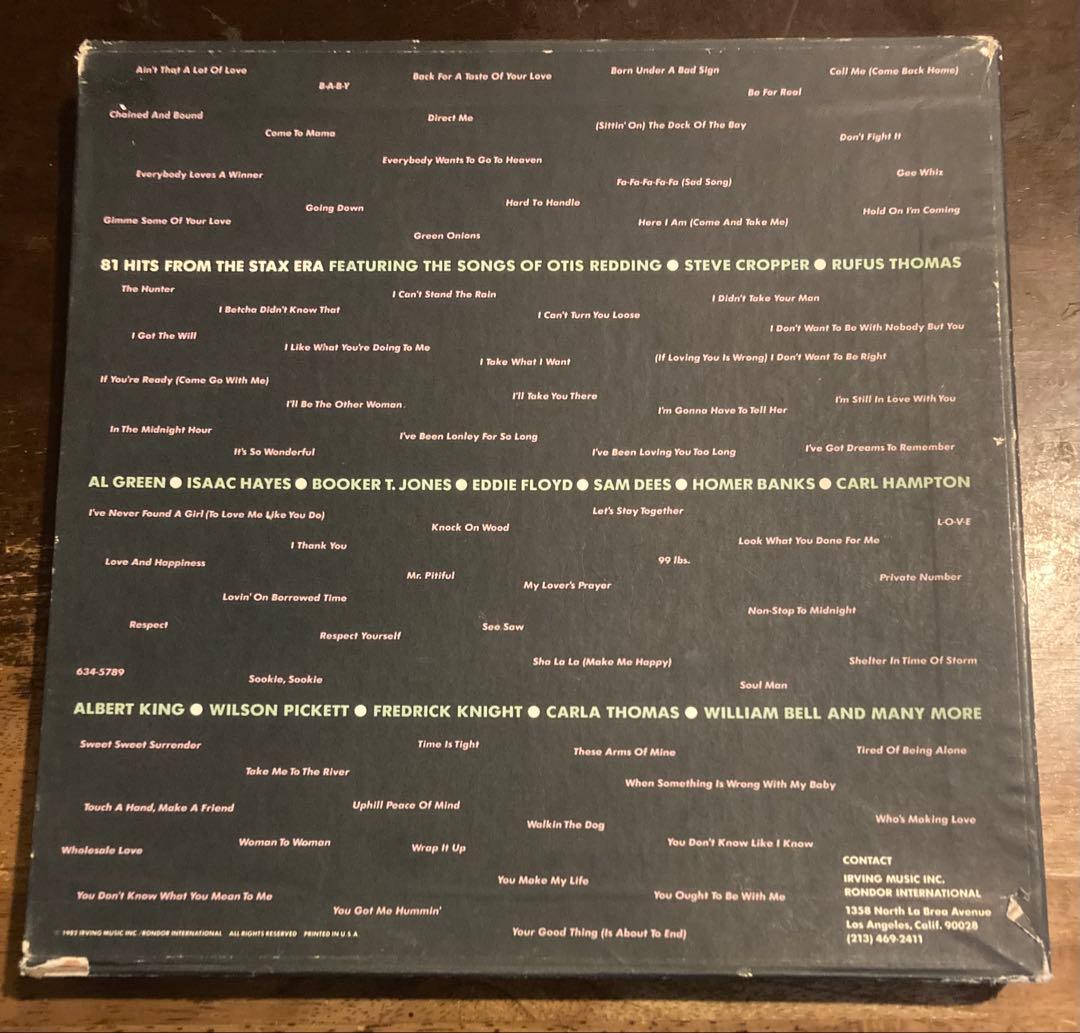 Ain't That A Lot Of Love
B-A-B-Y
Back For A Taste Of Your Love
Born Under A Bad Sign
Call Me (Come Back Home)
Be For Real
Chained And Bound
Come To Mama
Direct Me
(Sittin' On) The Dock Of The Bay
Don't Fight It
Everybody Wants To Go To Heaven
Everybody Loves A Winner
Fa-Fa-Fa-Fa-Fa (Sad Song)
Gee Whiz
Going Down
Hard To Handle
Hold On I'm Coming
Gimme Some Of Your Love
Green Onions
Here I Am (Come And Take Me)
81 HITS FROM THE STAX ERA FEATURING THE SONGS OF OTIS REDDING ● STEVE CROPPER ● RUFUS THOMAS
The Hunter
I Betcha Didn't Know That
I Can't Stand The Rain
I Can't Turn You Loose
I Didn't Take Your Man
I Don't Want To Be With Nobody But You
I Got The Will
I Like What You're Doing To Me
I Take What I Want
(If Loving You Is Wrong) I Don't Want To Be Right
If You're Ready (Come Go With Me)
I'll Be The Other Woman
I'll Take You There
I'm Gonna Have To Tell Her
I'm Still In Love With You
In The Midnight Hour
It's So Wonderful
I've Been Lonley For So Long
I've Been Loving You Too Long
I've Got Dreams To Remember
AL GREEN ● ISAAC HAYES ● BOOKER T. JONES ● EDDIE FLOYD ● SAM DEES ● HOMER BANKS ● CARL HAMPTON
I've Never Found A Girl (To Love Me Like You Do)
Knock On Wood
Let's Stay Together
L-O-V-E
I Thank You
Look What You Done For Me
Love And Happiness
99 lbs.
Mr. Pitiful
My Lover's Prayer
Private Number
Lovin' On Borrowed Time
Non-Stop To Midnight
Respect
Respect Yourself
See Saw
Sha La La (Make Me Happy)
Shelter In Time Of Storm
634-5789
Sookie, Sookie
Soul Man
ALBERT KING ● WILSON PICKETT ● FREDRICK KNIGHT ● CARLA THOMAS ● WILLIAM BELL AND MANY MORE
Sweet Sweet Surrender
Time Is Tight
These Arms Of Mine
Tired Of Being Alone
Take Me To The River
When Something Is Wrong With My Baby
Touch A Hand, Make A Friend
Uphill Peace Of Mind
Walkin The Dog
Who's Making Love
Wholesale Love
Woman To Woman
Wrap It Up
You Don't Know Like I Know
You Make My Life
You Don't Know What You Mean To Me
You Got Me Hummin'
You Ought To Be With Me
Your Good Thing (Is About To End)
CONTACT
IRVING MUSIC INC.
RONDOR INTERNATIONAL
1358 North La Brea Avenue
Los Angeles, Calif. 90028
(213) 469-2411
© 1982 IRVING MUSIC INC./RONDOR INTERNATIONAL ALL RIGHTS RESERVED PRINTED IN U.S.A.